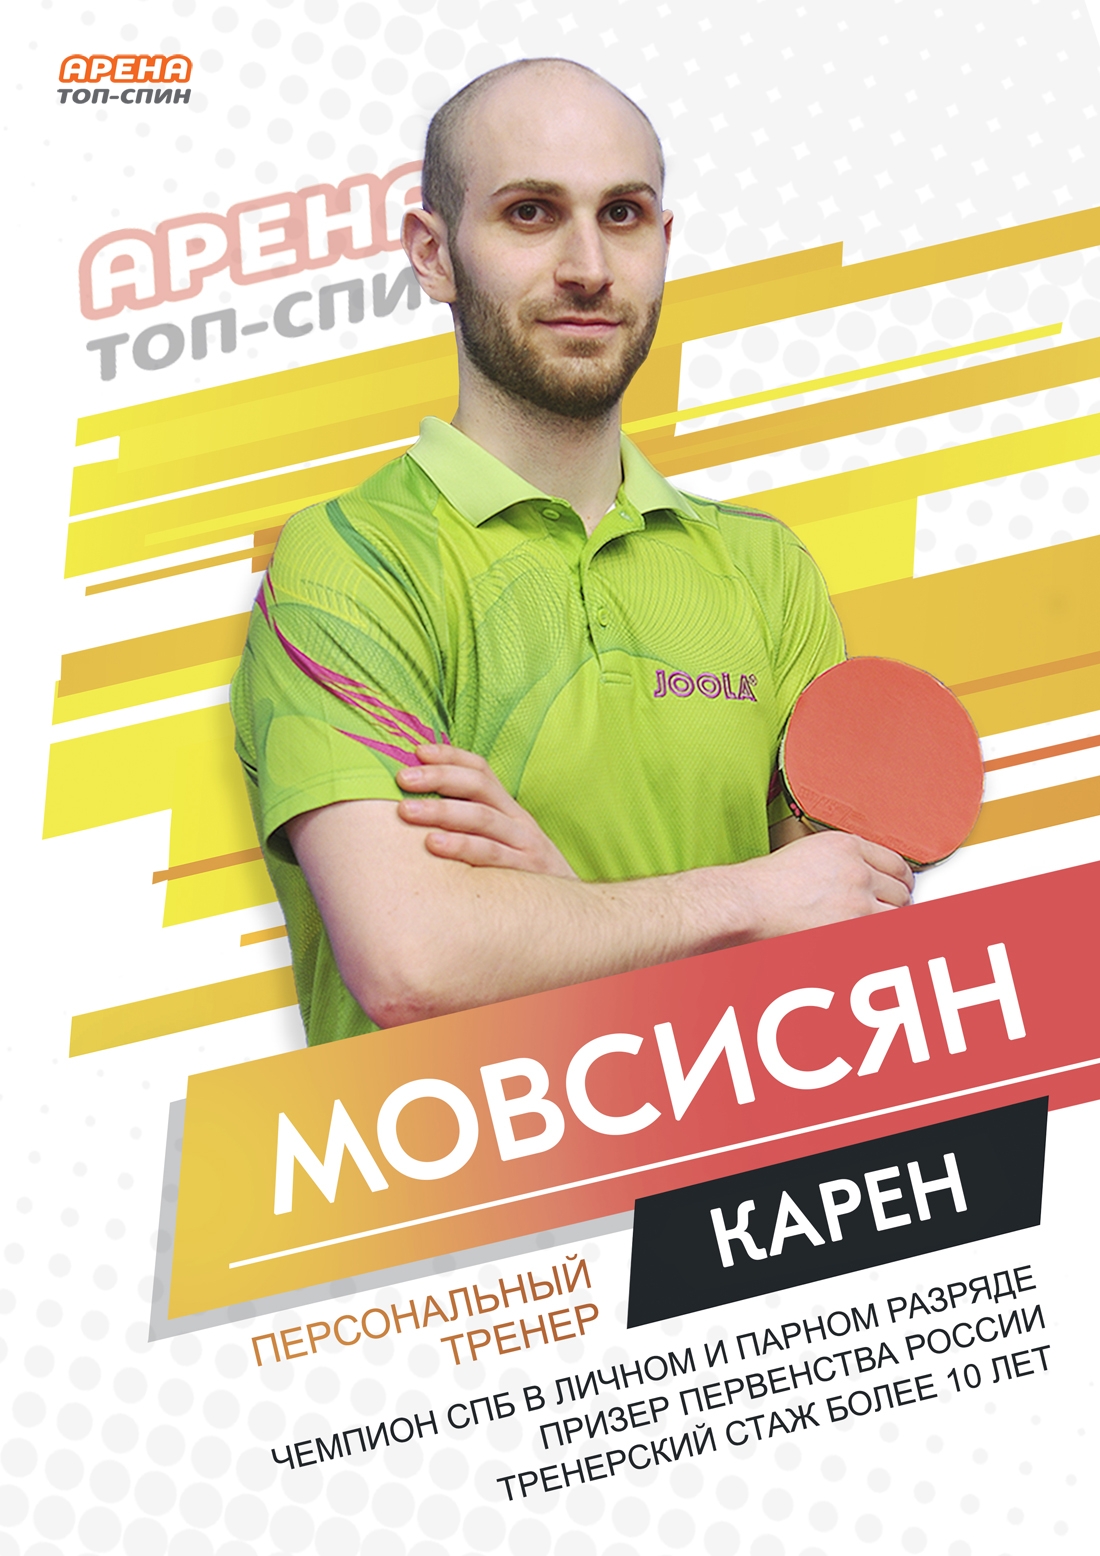 АРЕНА
ТОП-СПИН
АРЕНА
ТОП-СПИ
JOOLA®
МОВСИСЯН
КАРЕН
ПЕРСОНАЛЬНЫЙ
ТРЕНЕР
ЧЕМПИОН СПБ В ЛИЧНОМ И ПАРНОМ РАЗРЯДЕ
ПРИЗЕР ПЕРВЕНСТВА РОССИИ
ТРЕНЕРСКИЙ СТАЖ БОЛЕЕ 10 ЛЕТ